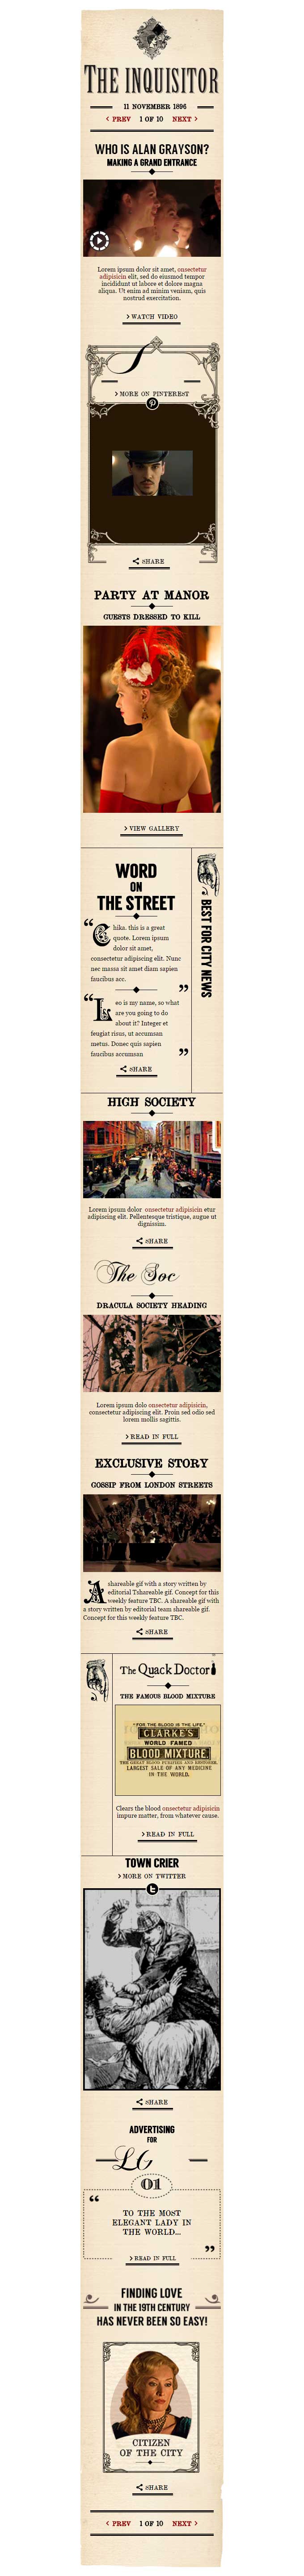 THE INQUISITOR
11 NOVEMBER 1896
PREV 1 OF 10 NEXT
WHO IS ALAN GRAYSON?
MAKING A GRAND ENTRANCE
Lorem ipsum dolor sit amet, onsectetur
adipisicin elit, sed do eiusmod tempor
incididunt ut labore et dolore magna
aliqua. Ut enim ad minim veniam, quis
nostrud exercitation.
WATCH VIDEO
MORE ON PINTEREST
SHARE
PARTY AT MANOR
GUESTS DRESSED TO KILL
VIEW GALLERY
WORD
ON
THE STREET
“Chika. this is a great
quote. Lorem ipsum
dolor sit amet,
consectetur adipisicing elit. Nunc
nec massa sit amet diam sapien
faucibus acc. ”
“Leo is my name, so what
are you going to do
about it? Integer et
feugiat risus, ut accumsan
metus. Donec quis sapien
faucibus accumsan ”
SHARE
BEST FOR CITY NEWS
HIGH SOCIETY
Lorem ipsum dolor onsectetur adipisicin etur
adipiscing elit. Pellentesque tristique, augue ut
dignissim.
SHARE
The Soc
DRACULA SOCIETY HEADING
Lorem ipsum dolo onsectetur adipisicin,
consectetur adipiscing elit. Proin sed odio sed
lorem mollis sagittis.
READ IN FULL
EXCLUSIVE STORY
GOSSIP FROM LONDON STREETS
A shareable gif with a story written by
editorial Tshareable gif. Concept for this
weekly feature TBC. A shareable gif with
a story written by editorial team shareable gif.
Concept for this weekly feature TBC.
SHARE
The Quack Doctor
THE FAMOUS BLOOD MIXTURE
"FOR THE BLOOD IS THE LIFE"
CLARKE'S
WORLD FAMED
BLOOD MIXTURE.
THE GREAT BLOOD PURIFIER AND RESTORER.
LARGEST SALE OF ANY MEDICINE
IN THE WORLD.
Clears the blood onsectetur adipisicin
impure matter, from whatever cause.
READ IN FULL
TOWN CRIER
MORE ON TWITTER
SHARE
ADVERTISING
FOR
LG
01
“ TO THE MOST
ELEGANT LADY IN
THE WORLD... ”
READ IN FULL
FINDING LOVE
IN THE 19TH CENTURY
HAS NEVER BEEN SO EASY!
CITIZEN
OF THE CITY
SHARE
PREV 1 OF 10 NEXT